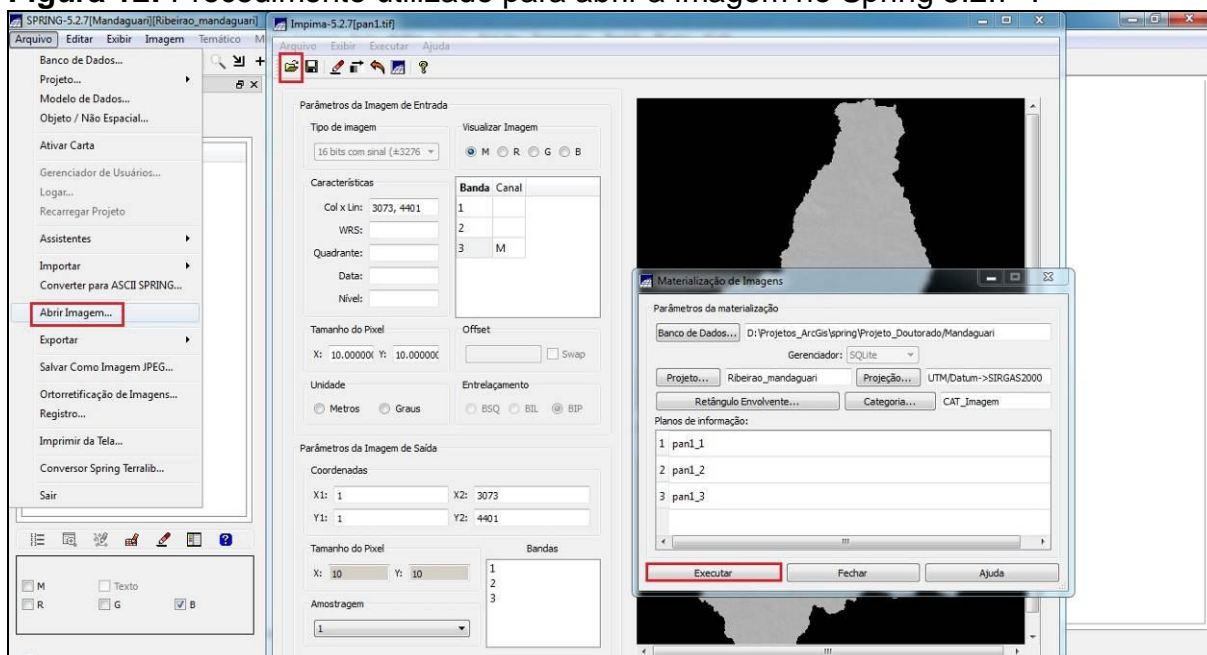 Figura 12. Procedimento utilizado para abrir a imagem no Spring 5.2.7®.
SPRING-5.2.7[Mandaguari][Ribeirao_mandaguari]
Arquivo Editar Exibir Imagem Temático M
Banco de Dados...
Projeto...
Modelo de Dados...
Objeto / Não Espacial...
Ativar Carta
Gerenciador de Usuários...
Logar...
Recarregar Projeto
Assistentes
Importar
Converter para ASCII SPRING...
Abrir Imagem...
Exportar
Salvar Como Imagem JPEG...
Ortorretificação de Imagens...
Registro...
Imprimir da Tela...
Conversor Spring Terralib...
Sair
M Texto
R G B
Impima-5.2.7[pan1.tif]
Arquivo Exibir Executar Ajuda
Parâmetros da Imagem de Entrada
Tipo de imagem
16 bits com sinal (±3276
Visualizar Imagem
M R G B
Características
Col x Lin: 3073, 4401
WRS:
Quadrante:
Data:
Nível:
Banda Canal
1
2
3 M
Tamanho do Pixel
X: 10.00000( Y: 10.00000(
Offset
Swap
Unidade
Metros Graus
Entrelaçamento
BSQ BIL BIP
Parâmetros da Imagem de Saída
Coordenadas
X1: 1 X2: 3073
Y1: 1 Y2: 4401
Tamanho do Pixel
X: 10 Y: 10
Bandas
1
2
3
Amostragem
1
Materialização de Imagens
Parâmetros da materialização
Banco de Dados... D:\Projetos_ArcGis\spring\Projeto_Doutorado/Mandaguari
Gerenciador: SQLite
Projeto... Ribeirao_mandaguari Projeção... UTM/Datum->SIRGAS2000
Retângulo Envolvente... Categoria... CAT_Imagem
Planos de informação:
1 pan1_1
2 pan1_2
3 pan1_3
Executar Fechar Ajuda